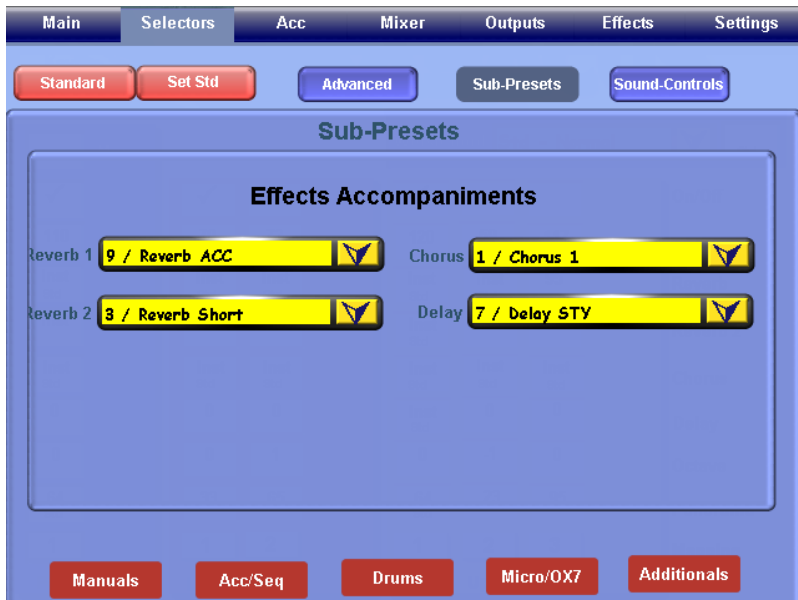 Main Selectors Acc Mixer Outputs Effects Settings
Standard Set Std Advanced Sub-Presets Sound-Controls
Sub-Presets
Effects Accompaniments
Reverb 1 9 / Reverb ACC Chorus 1 / Chorus 1
Reverb 2 3 / Reverb Short Delay 7 / Delay STY
Manuals Acc/Seq Drums Micro/OX7 Additionals